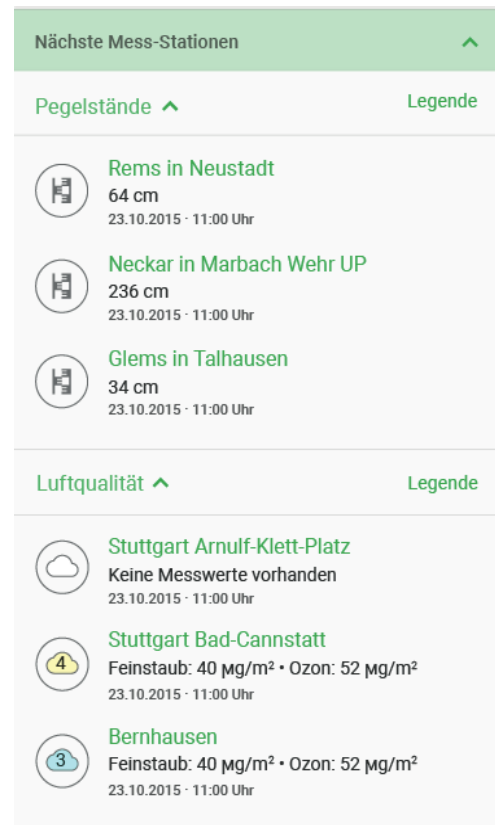 Nächste Mess-Stationen
Pegelstände
Legende
Rems in Neustadt
64 cm
23.10.2015 · 11:00 Uhr
Neckar in Marbach Wehr UP
236 cm
23.10.2015 · 11:00 Uhr
Glems in Talhausen
34 cm
23.10.2015 · 11:00 Uhr
Luftqualität
Legende
Stuttgart Arnulf-Klett-Platz
Keine Messwerte vorhanden
23.10.2015 · 11:00 Uhr
4
Stuttgart Bad-Cannstatt
Feinstaub: 40 µg/m² • Ozon: 52 µg/m²
23.10.2015 · 11:00 Uhr
3
Bernhausen
Feinstaub: 40 µg/m² • Ozon: 52 µg/m²
23.10.2015 · 11:00 Uhr